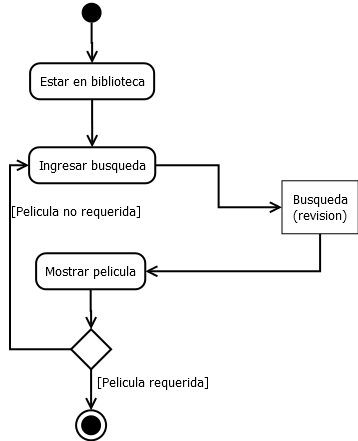 Estar en biblioteca
Ingresar busqueda
Busqueda
(revision)
[Pelicula no requerida]
Mostrar pelicula
[Pelicula requerida]